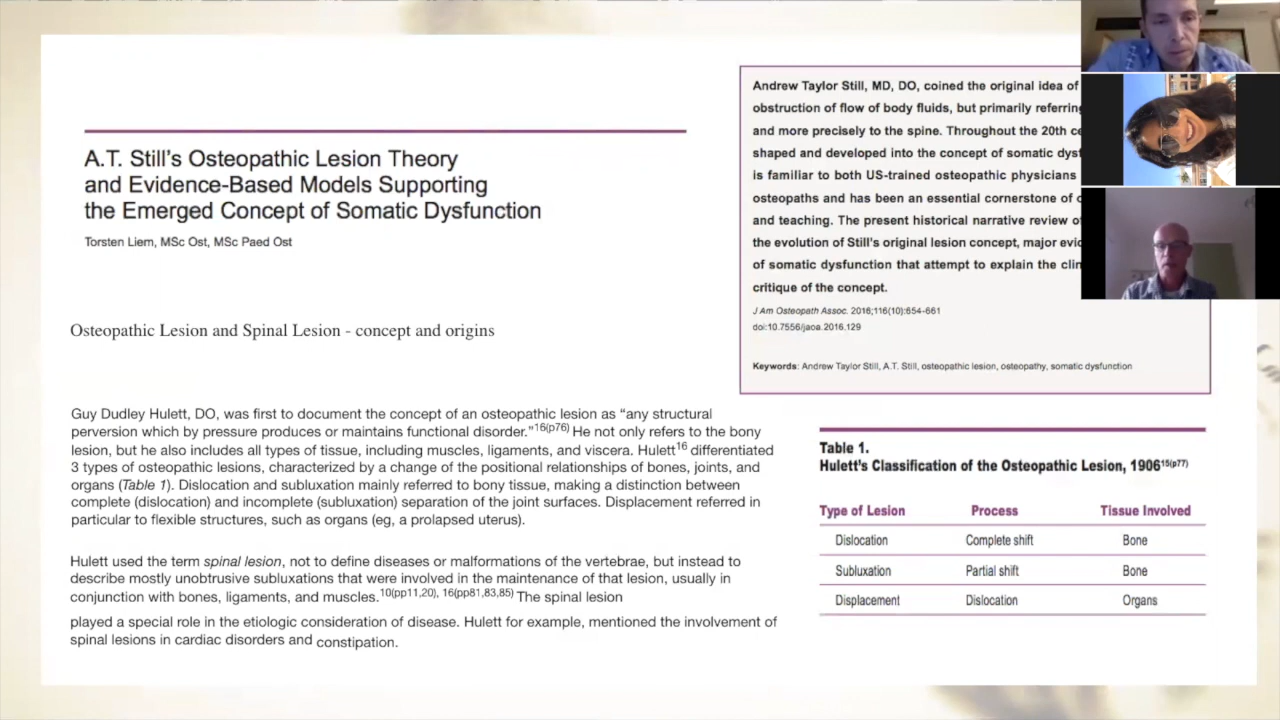 A.T. Still's Osteopathic Lesion Theory
and Evidence-Based Models Supporting
the Emerged Concept of Somatic Dysfunction
Torsten Liem, MSc Ost, MSc Paed Ost
Osteopathic Lesion and Spinal Lesion - concept and origins
Guy Dudley Hulett, DO, was first to document the concept of an osteopathic lesion as “any structural
perversion which by pressure produces or maintains functional disorder.”16(p76) He not only refers to the bony
lesion, but he also includes all types of tissue, including muscles, ligaments, and viscera. Hulett16 differentiated
3 types of osteopathic lesions, characterized by a change of the positional relationships of bones, joints, and
organs (Table 1). Dislocation and subluxation mainly referred to bony tissue, making a distinction between
complete (dislocation) and incomplete (subluxation) separation of the joint surfaces. Displacement referred in
particular to flexible structures, such as organs (eg, a prolapsed uterus).
Hulett used the term spinal lesion, not to define diseases or malformations of the vertebrae, but instead to
describe mostly unobtrusive subluxations that were involved in the maintenance of that lesion, usually in
conjunction with bones, ligaments, and muscles.10(pp11,20), 16(pp81,83,85) The spinal lesion
played a special role in the etiologic consideration of disease. Hulett for example, mentioned the involvement of
spinal lesions in cardiac disorders and constipation.
Andrew Taylor Still, MD, DO, coined the original idea of
obstruction of flow of body fluids, but primarily referring
and more precisely to the spine. Throughout the 20th
shaped and developed into the concept of somatic
is familiar to both US-trained osteopathic physicians
osteopaths and has been an essential cornerstone of
and teaching. The present historical narrative review
the evolution of Still's original lesion concept, major
of somatic dysfunction that attempt to explain the
critique of the concept.
J Am Osteopath Assoc. 2016;116(10):654-661
doi:10.7556/jaoa.2016.129
Keywords: Andrew Taylor Still, A.T. Still, osteopathic lesion, osteopathy, somatic dysfunction
Table 1.
Hulett's Classification of the Osteopathic Lesion, 190615(p77)
Type of Lesion Process Tissue Involved
Dislocation Complete shift Bone
Subluxation Partial shift Bone
Displacement Dislocation Organs